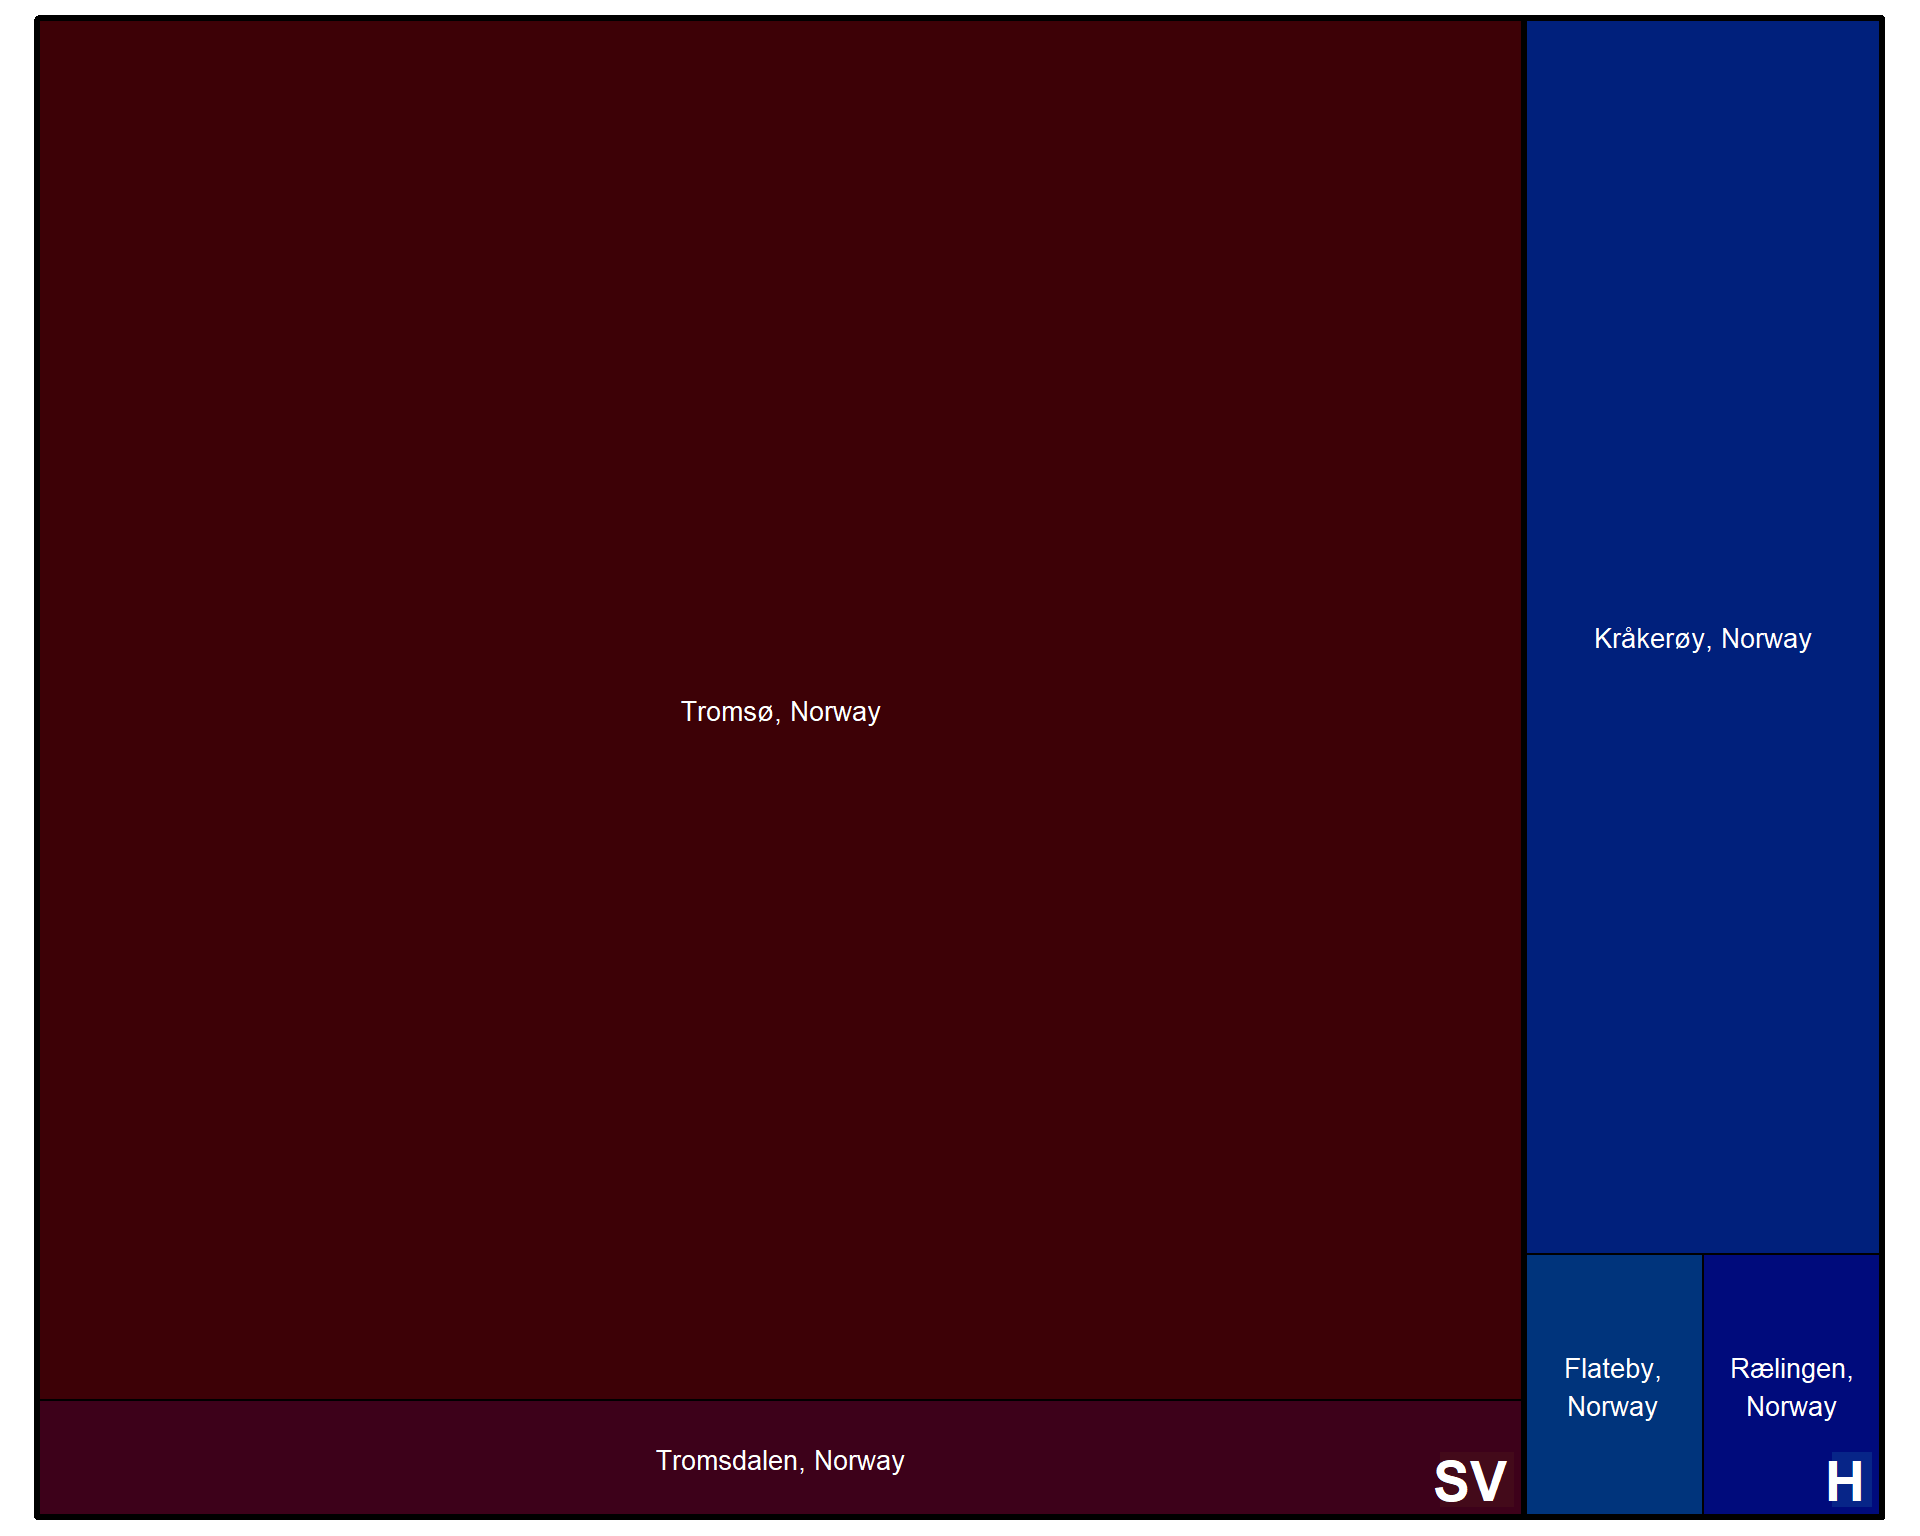 Tromsø, Norway
Tromsdalen, Norway
SV
Kråkerøy, Norway
Flateby,
Norway
Rælingen,
Norway
H